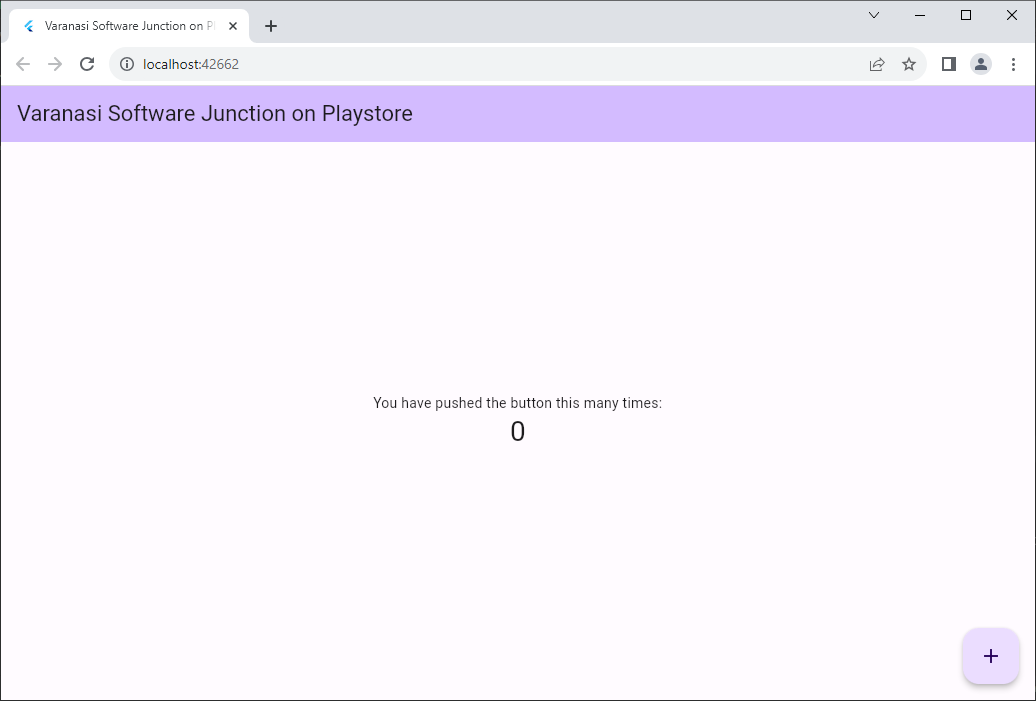 Varanasi Software Junction on Pl
localhost:42662
Varanasi Software Junction on Playstore
You have pushed the button this many times:
0